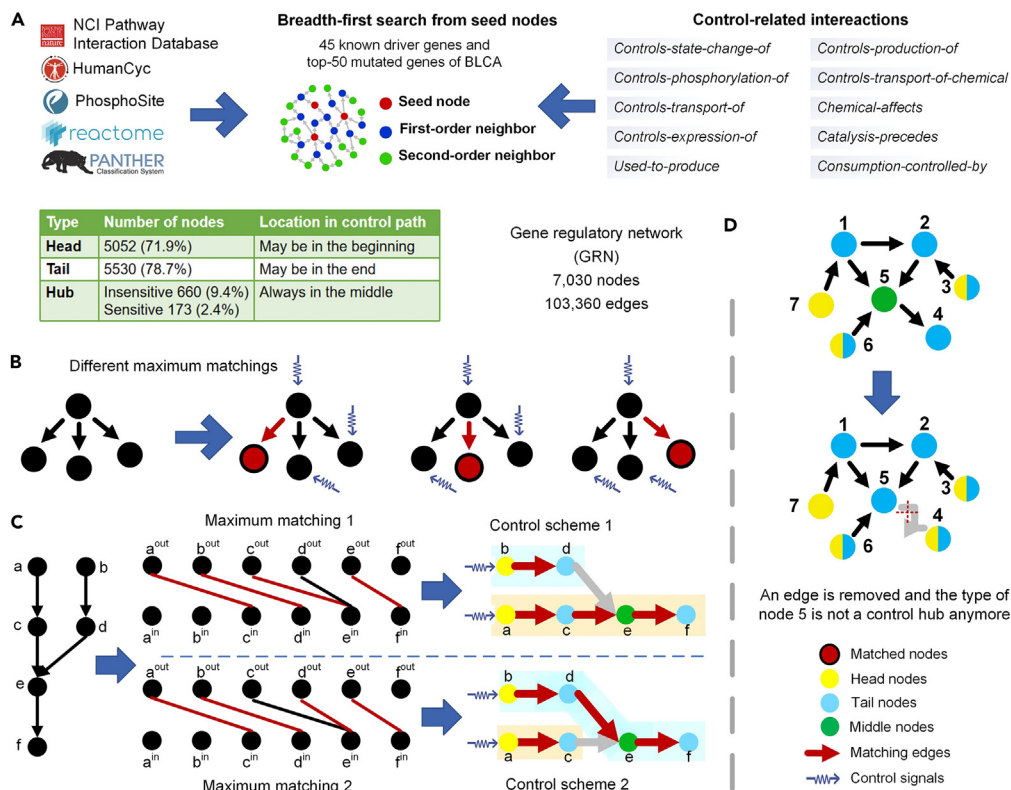 A
nature
NCI Pathway
Interaction Database
HumanCyc
PhosphoSite
reactome
PANTHER
Classification System
Breadth-first search from seed nodes
45 known driver genes and
top-50 mutated genes of BLCA
Seed node
First-order neighbor
Second-order neighbor
Control-related intereactions
Controls-state-change-of
Controls-production-of
Controls-phosphorylation-of
Controls-transport-of-chemical
Controls-transport-of
Chemical-affects
Controls-expression-of
Catalysis-precedes
Used-to-produce
Consumption-controlled-by
Type Number of nodes Location in control path
Head 5052 (71.9%) May be in the beginning
Tail 5530 (78.7%) May be in the end
Hub Insensitive 660 (9.4%) Always in the middle
Sensitive 173 (2.4%)
Gene regulatory network
(GRN)
7,030 nodes
103,360 edges
B
Different maximum matchings
C
a b
c d
e
f
Maximum matching 1
a^out b^out c^out d^out e^out f^out
a^in b^in c^in d^in e^in f^in
Control scheme 1
b d
a c e f
a^out b^out c^out d^out e^out f^out
a^in b^in c^in d^in e^in f^in
Maximum matching 2
b d
a c e f
Control scheme 2
D
1 2
5 3
7 4
6
1 2
5 3
7 4
6
An edge is removed and the type of
node 5 is not a control hub anymore
Matched nodes
Head nodes
Tail nodes
Middle nodes
Matching edges
Control signals